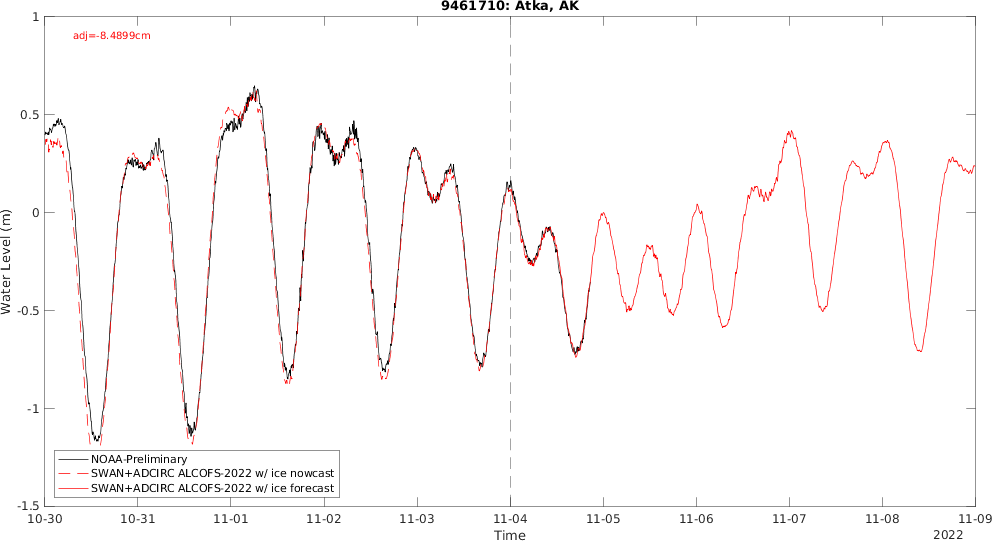 9461710: Atka, AK
adj=-8.4899cm
Water Level (m)
1
0.5
0
-0.5
-1
-1.5
NOAA-Preliminary
SWAN+ADCIRC ALCOFS-2022 w/ ice nowcast
SWAN+ADCIRC ALCOFS-2022 w/ ice forecast
10-30 10-31 11-01 11-02 11-03 11-04 11-05 11-06 11-07 11-08 11-09
Time
2022